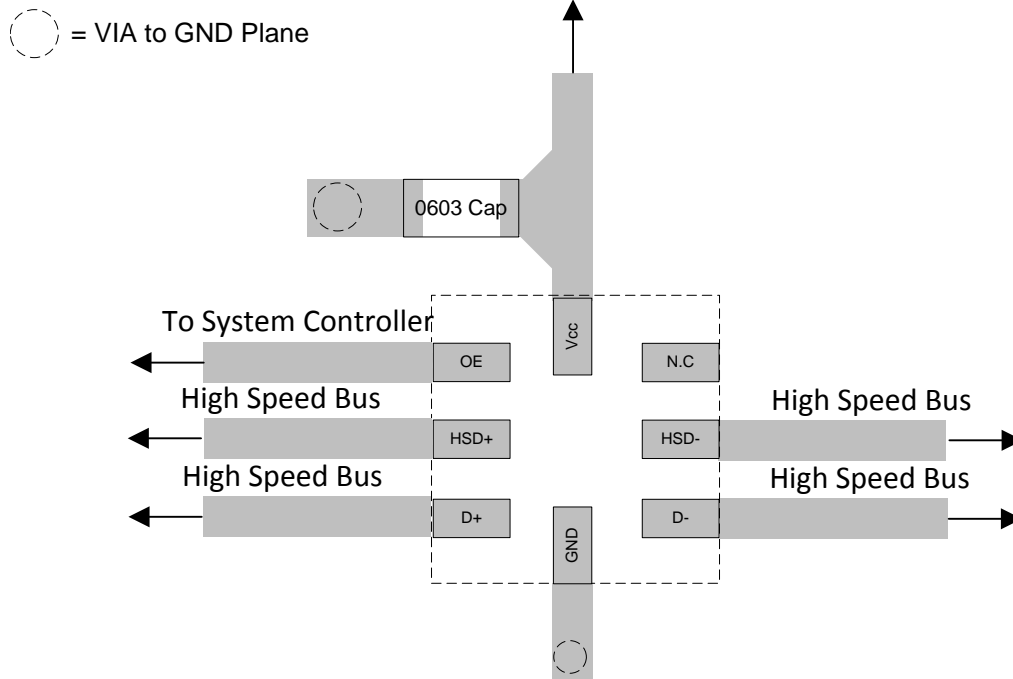 = VIA to GND Plane
0603 Cap
To System Controller
Vcc
OE
N.C
High Speed Bus
High Speed Bus
HSD+
HSD-
High Speed Bus
High Speed Bus
D+
D-
GND